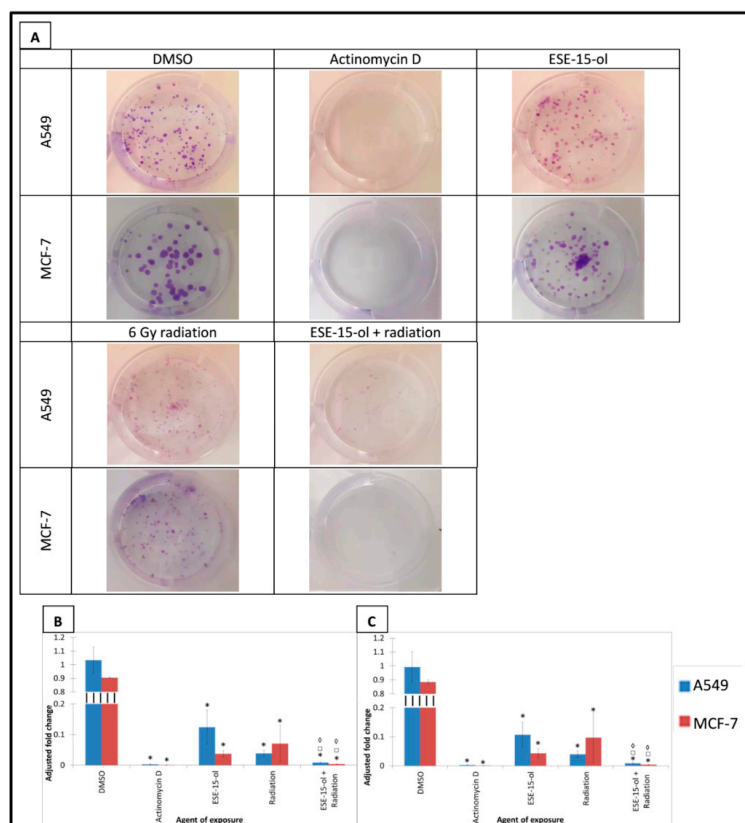 A
DMSO Actinomycin D ESE-15-ol
A549
MCF-7
6 Gy radiation ESE-15-ol + radiation
A549
MCF-7
B
Adjusted fold change
1.2
1.1
1
0.9
0.8
0.2
0.1
0
* * * * * * ◊ □ * ◊ □ *
DMSO
Actinomycin D
ESE-15-ol
Radiation
ESE-15-ol +
Radiation
Agent of exposure
C
Adjusted fold change
1.2
1.1
1
0.9
0.8
0.2
0.1
0
* * * * * * ◊ □ * ◊ □ *
DMSO
Actinomycin D
ESE-15-ol
Radiation
ESE-15-ol +
Radiation
Agent of exposure
A549
MCF-7